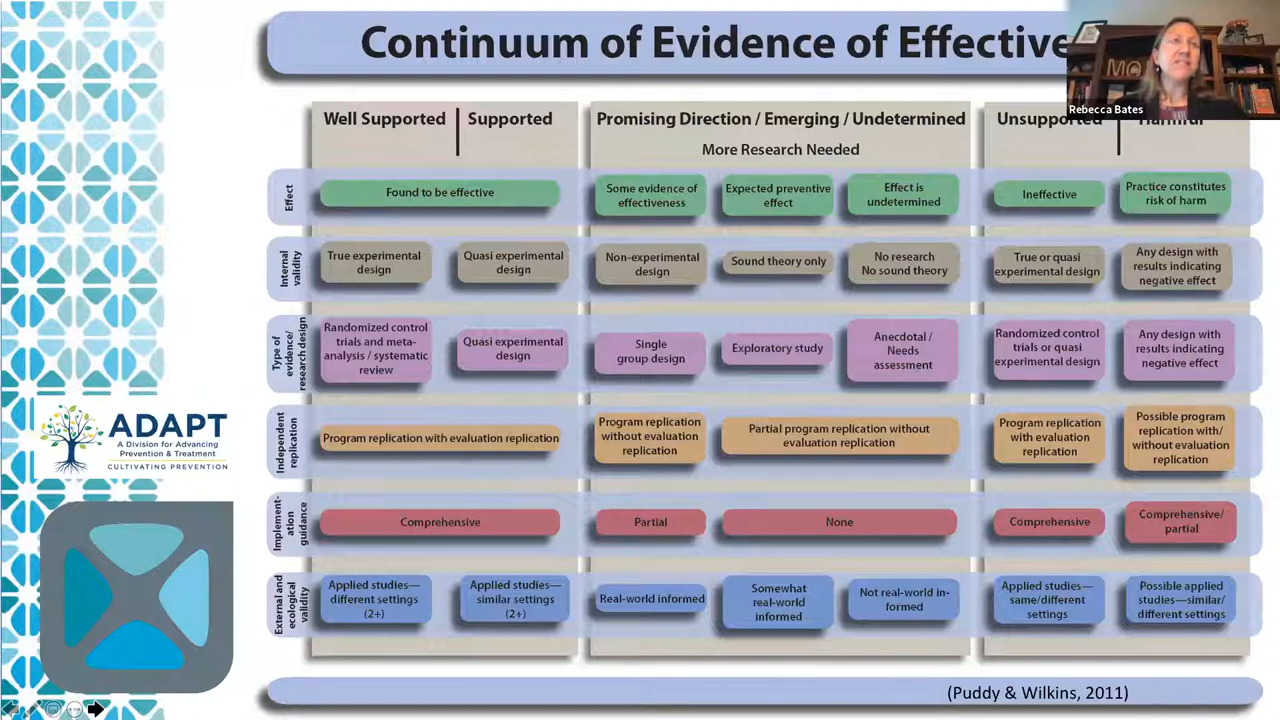 Continuum of Evidence of Effective
Rebecca Bates
Well Supported
Supported
Promising Direction / Emerging / Undetermined
More Research Needed
Unsupported
Harmful
Effect
Found to be effective
Some evidence of
effectiveness
Expected preventive
effect
Effect is
undetermined
Ineffective
Practice constitutes
risk of harm
Internal
validity
True experimental
design
Quasi experimental
design
Non-experimental
design
Sound theory only
No research
No sound theory
True or quasi
experimental design
Any design with
results indicating
negative effect
Type of
evidence/
research design
Randomized control
trials and meta-
analysis / systematic
review
Quasi experimental
design
Single
group design
Exploratory study
Anecdotal /
Needs
assessment
Randomized control
trials or quasi
experimental design
Any design with
results indicating
negative effect
Independent
replication
Program replication with evaluation replication
Program replication
without evaluation
replication
Partial program replication without
evaluation replication
Program replication
with evaluation
replication
Possible program
replication with/
without evaluation
replication
Implement-
ation
guidance
Comprehensive
Partial
None
Comprehensive
Comprehensive/
partial
External and
ecological
validity
Applied studies—
different settings
(2+)
Applied studies—
similar settings
(2+)
Real-world informed
Somewhat
real-world
informed
Not real-world in-
formed
Applied studies—
same/different
settings
Possible applied
studies—similar/
different settings
ADAPT
A Division for Advancing
Prevention & Treatment
CULTIVATING PREVENTION
(Puddy & Wilkins, 2011)